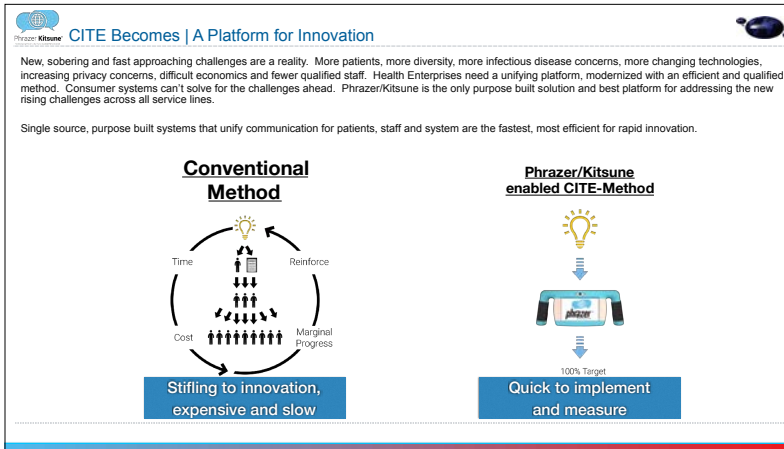 Phrazer Kitsune
CITE Becomes | A Platform for Innovation
New, sobering and fast approaching challenges are a reality. More patients, more diversity, more infectious disease concerns, more changing technologies,
increasing privacy concerns, difficult economics and fewer qualified staff. Health Enterprises need a unifying platform, modernized with an efficient and qualified
method. Consumer systems can't solve for the challenges ahead. Phrazer/Kitsune is the only purpose built solution and best platform for addressing the new
rising challenges across all service lines.
Single source, purpose built systems that unify communication for patients, staff and system are the fastest, most efficient for rapid innovation.
Conventional
Method
Time
Reinforce
Cost
Marginal
Progress
Stifling to innovation,
expensive and slow
Phrazer/Kitsune
enabled CITE-Method
phrazer
100% Target
Quick to implement
and measure